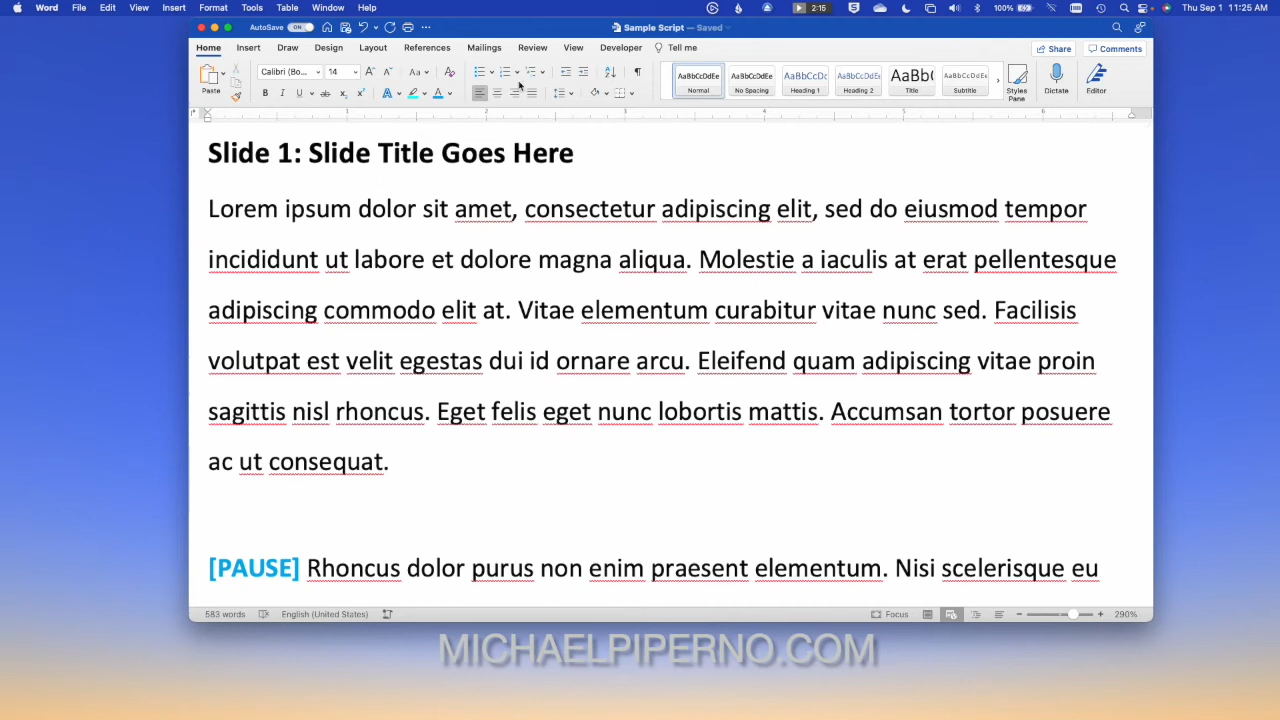 Word File Edit View Insert Format Tools Table Window Help 2:15 100% Thu Sep 1 11:25 AM
AutoSave ON Sample Script — Saved
Home Insert Draw Design Layout References Mailings Review View Developer Tell me Share Comments
Paste Calibri (Bo... 14 AaBbCcDdEe Normal AaBbCcDdEe No Spacing AaBbCcDc Heading 1 AaBbCcDdEe Heading 2 AaBbC Title AaBbCcDdEe Subtitle Styles Pane Dictate Editor
Slide 1: Slide Title Goes Here
Lorem ipsum dolor sit amet, consectetur adipiscing elit, sed do eiusmod tempor
incididunt ut labore et dolore magna aliqua. Molestie a iaculis at erat pellentesque
adipiscing commodo elit at. Vitae elementum curabitur vitae nunc sed. Facilisis
volutpat est velit egestas dui id ornare arcu. Eleifend quam adipiscing vitae proin
sagittis nisl rhoncus. Eget felis eget nunc lobortis mattis. Accumsan tortor posuere
ac ut consequat.
[PAUSE] Rhoncus dolor purus non enim praesent elementum. Nisi scelerisque eu
583 words English (United States) Focus 290%
MICHAELPIPERNO.COM